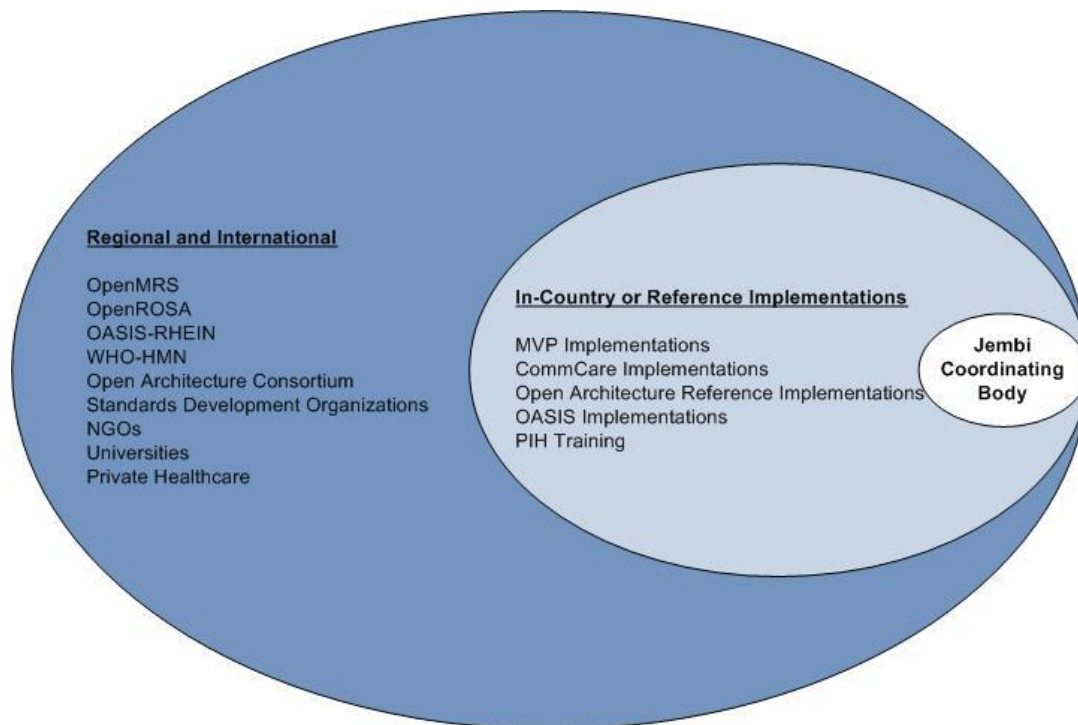 Regional and International
OpenMRS
OpenROSA
OASIS-RHEIN
WHO-HMN
Open Architecture Consortium
Standards Development Organizations
NGOs
Universities
Private Healthcare
In-Country or Reference Implementations
MVP Implementations
CommCare Implementations
Open Architecture Reference Implementations
OASIS Implementations
PIH Training
Jembi
Coordinating
Body